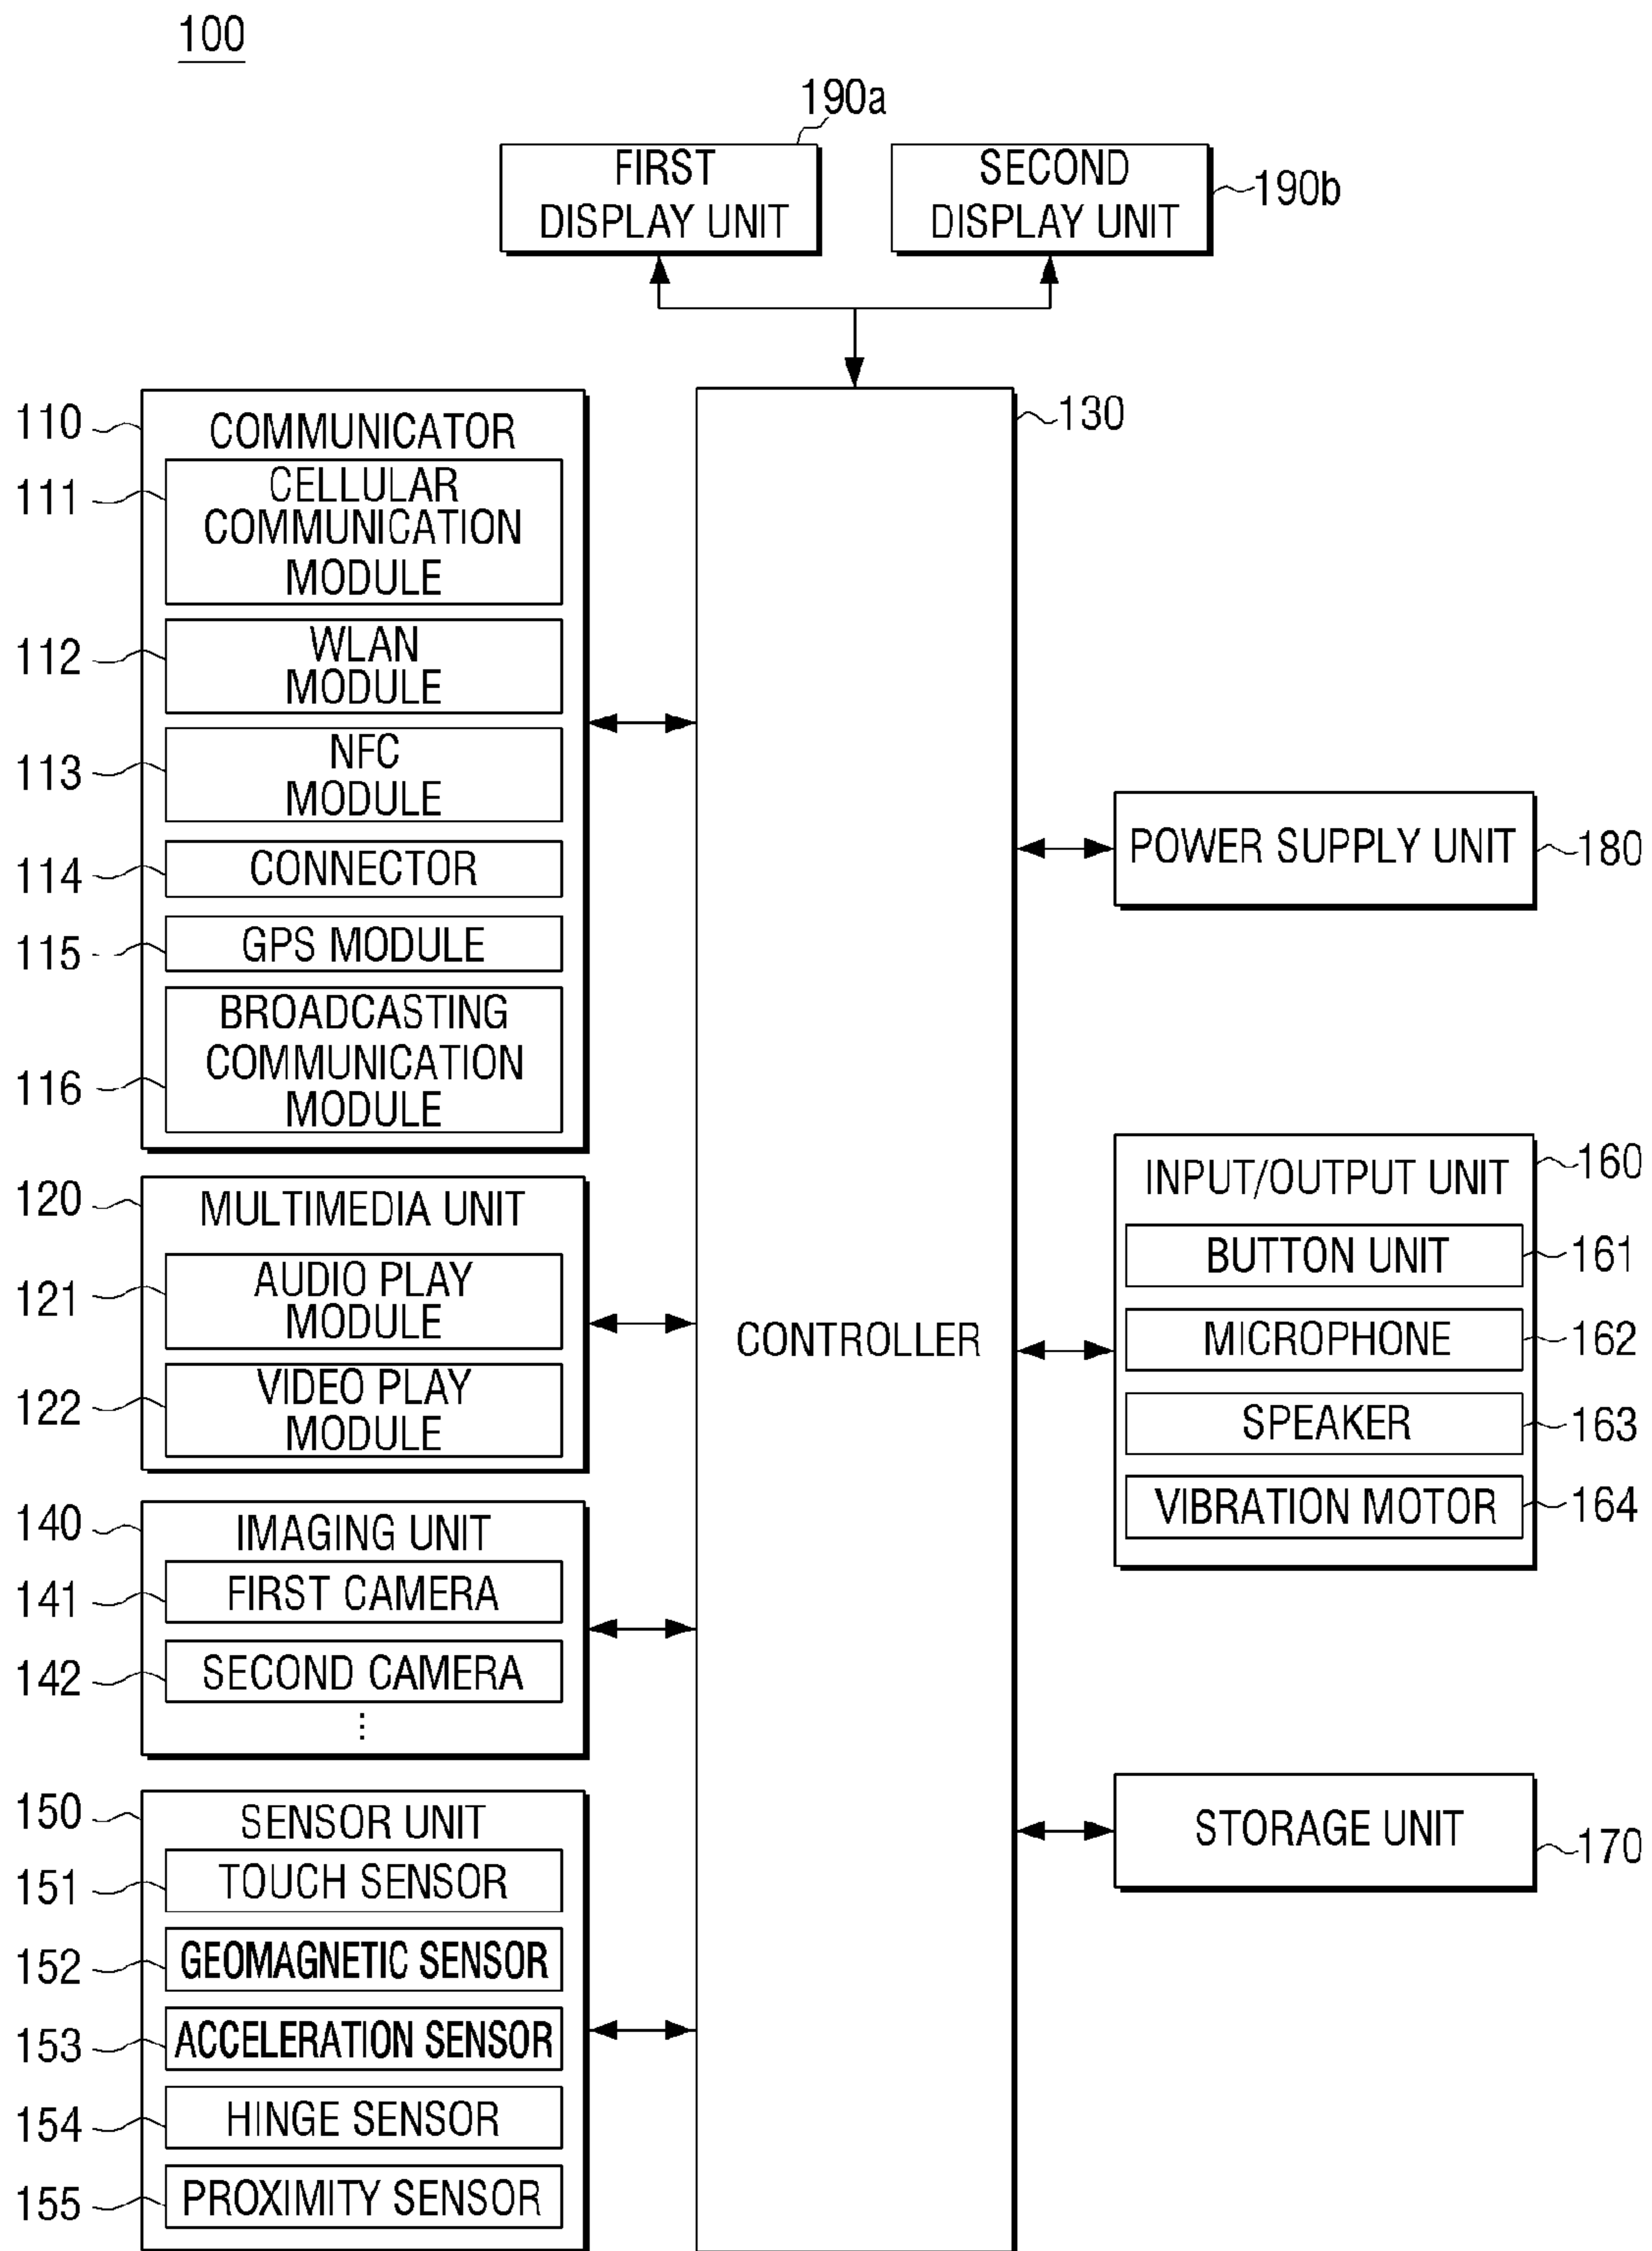 100
190a
FIRST
DISPLAY UNIT
SECOND
DISPLAY UNIT
190b
110
COMMUNICATOR
111
CELLULAR
COMMUNICATION
MODULE
112
WLAN
MODULE
113
NFC
MODULE
114
CONNECTOR
115
GPS MODULE
116
BROADCASTING
COMMUNICATION
MODULE
120
MULTIMEDIA UNIT
121
AUDIO PLAY
MODULE
122
VIDEO PLAY
MODULE
140
IMAGING UNIT
141
FIRST CAMERA
142
SECOND CAMERA
⋮
150
SENSOR UNIT
151
TOUCH SENSOR
152
GEOMAGNETIC SENSOR
153
ACCELERATION SENSOR
154
HINGE SENSOR
155
PROXIMITY SENSOR
130
CONTROLLER
POWER SUPPLY UNIT
180
160
INPUT/OUTPUT UNIT
BUTTON UNIT
161
MICROPHONE
162
SPEAKER
163
VIBRATION MOTOR
164
STORAGE UNIT
170